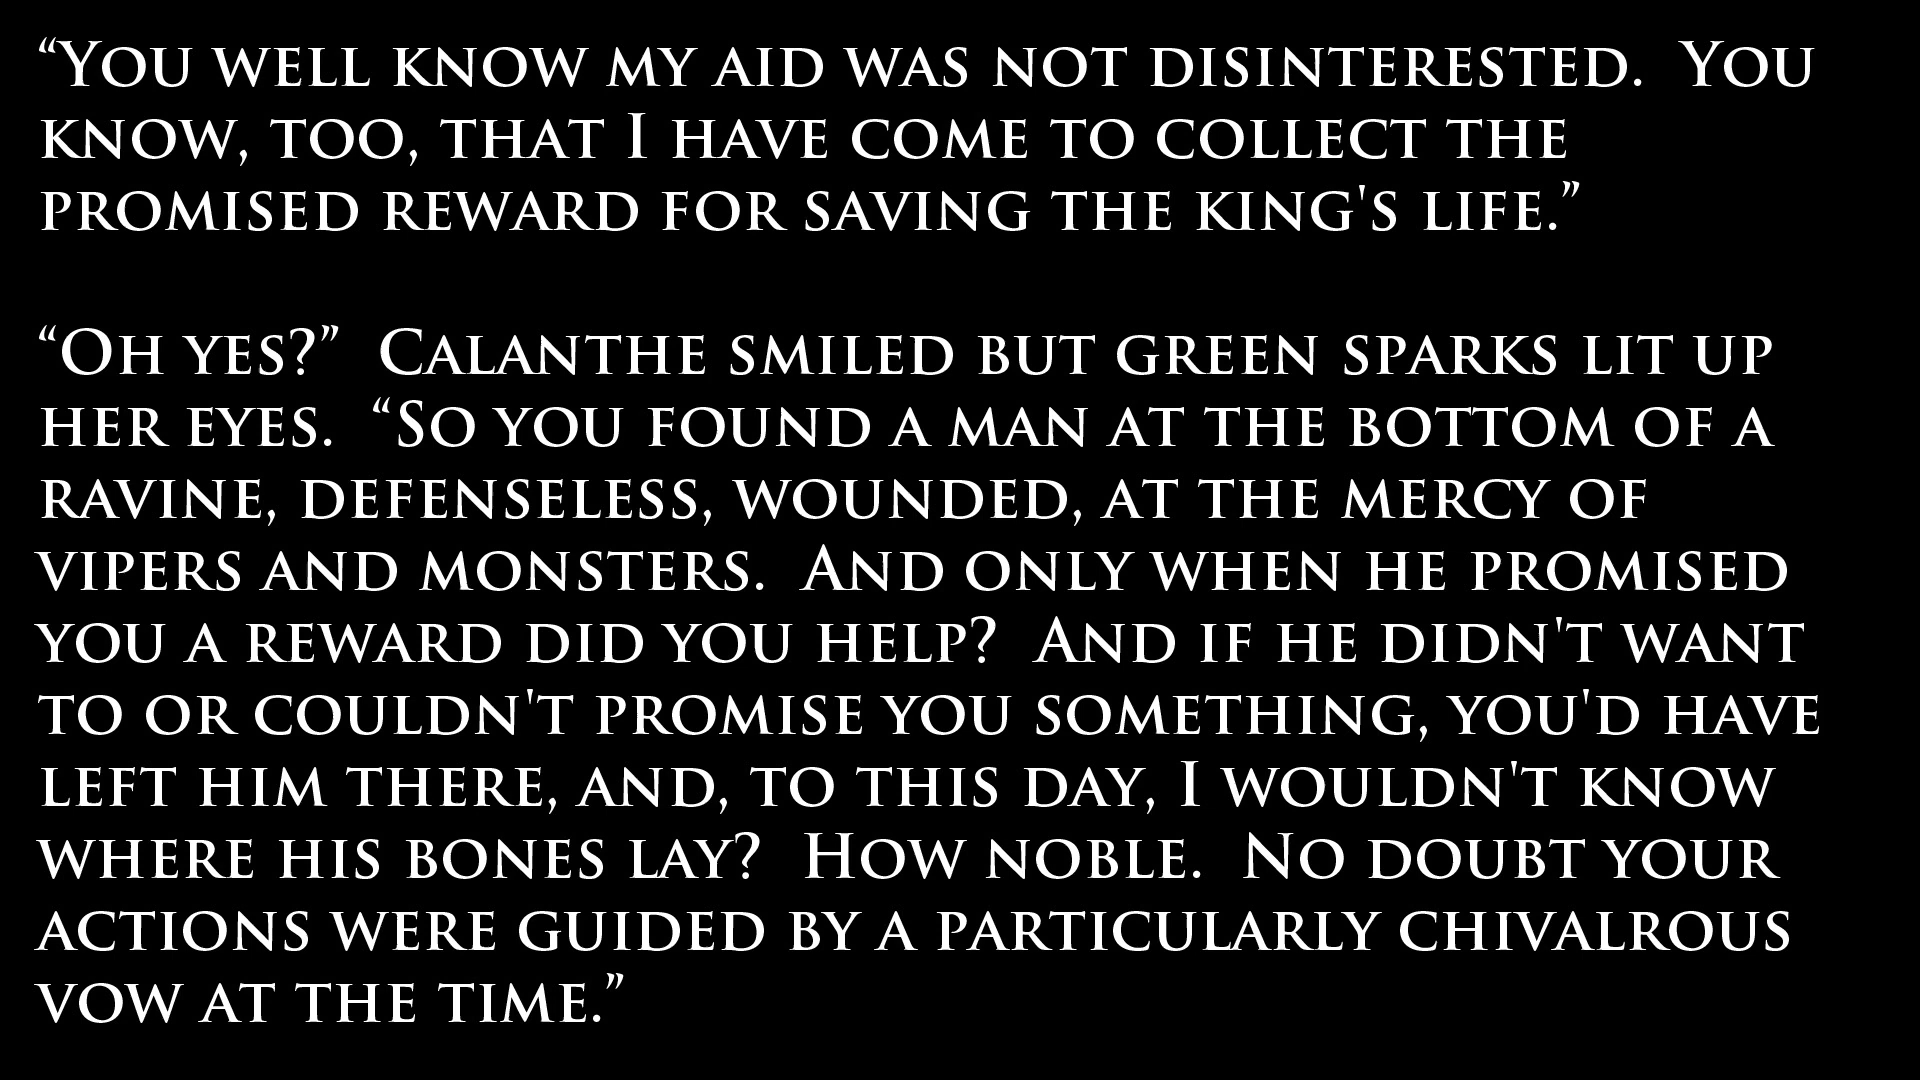 “You well know my aid was not disinterested.  You
know, too, that I have come to collect the
promised reward for saving the king's life.”
“Oh yes?”  Calanthe smiled but green sparks lit up
her eyes.  “So you found a man at the bottom of a
ravine, defenseless, wounded, at the mercy of
vipers and monsters.  And only when he promised
you a reward did you help?  And if he didn't want
to or couldn't promise you something, you'd have
left him there, and, to this day, I wouldn't know
where his bones lay?  How noble.  No doubt your
actions were guided by a particularly chivalrous
vow at the time.”